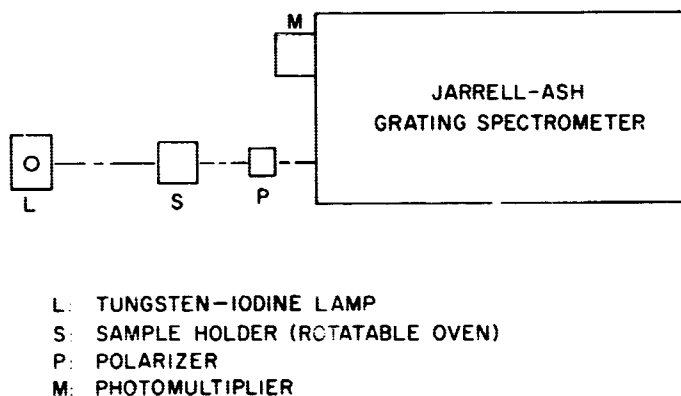 M
JARRELL-ASH
GRATING SPECTROMETER
L
S
P
L: TUNGSTEN-IODINE LAMP
S: SAMPLE HOLDER (ROTATABLE OVEN)
P: POLARIZER
M: PHOTOMULTIPLIER